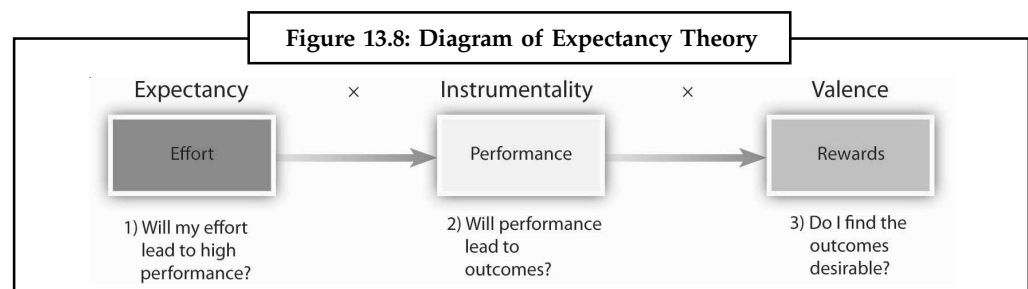 Figure 13.8: Diagram of Expectancy Theory
Expectancy × Instrumentality × Valence
Effort Performance Rewards
1) Will my effort
lead to high
performance?
2) Will performance
lead to
outcomes?
3) Do I find the
outcomes
desirable?